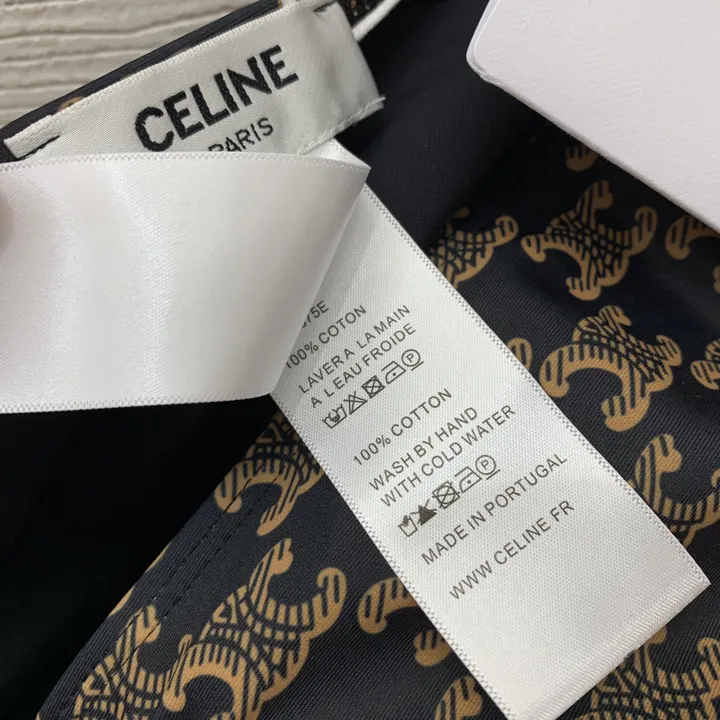 CELINE
PARIS
75E
100% COTON
LAVER A LA MAIN
A L EAU FROIDE
100% COTTON
WASH BY HAND
WITH COLD WATER
MADE IN PORTUGAL
WWW CELINE FR